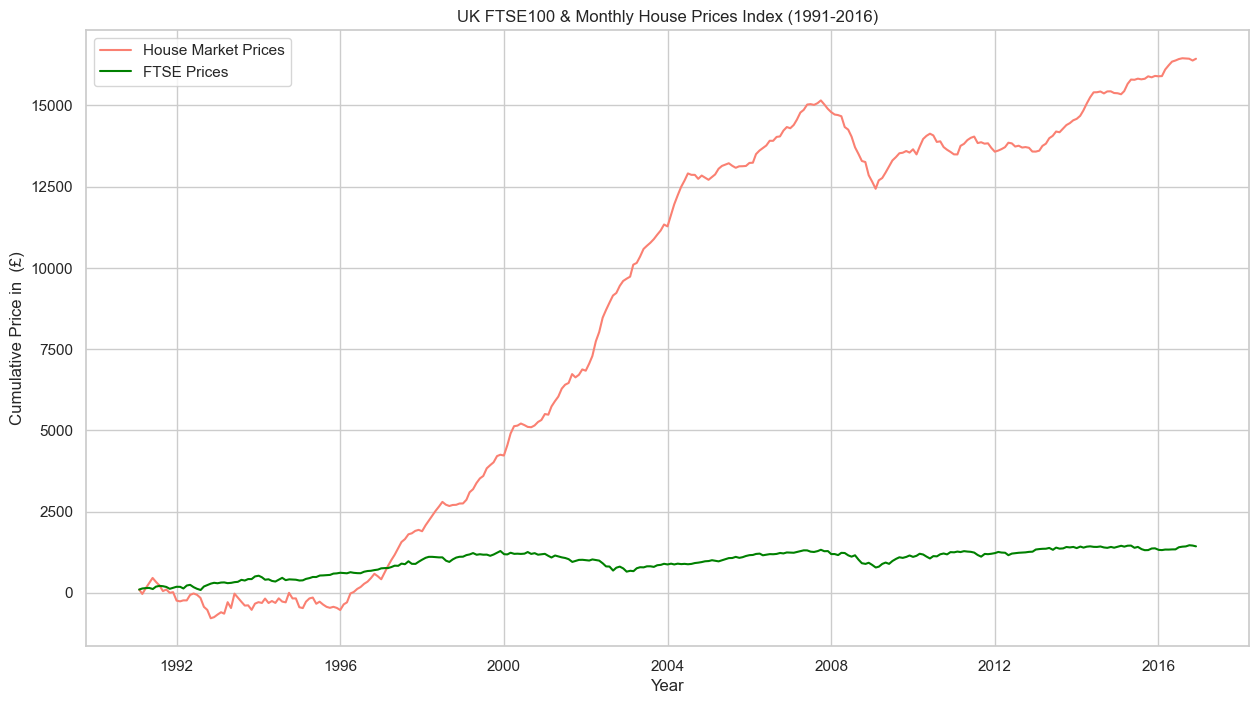 UK FTSE100 & Monthly House Prices Index (1991-2016)
House Market Prices
FTSE Prices
Cumulative Price in  (£)
15000
12500
10000
7500
5000
2500
0
1992
1996
2000
2004
2008
2012
2016
Year